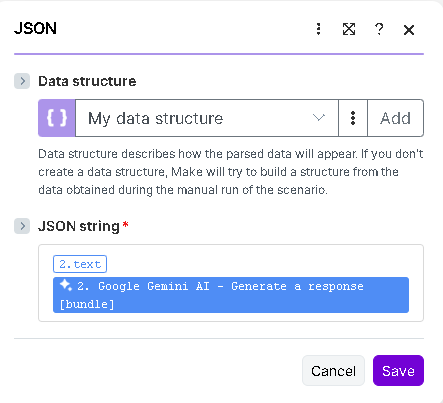 JSON
?
Data structure
{ }
My data structure
Add
Data structure describes how the parsed data will appear. If you don't
create a data structure, Make will try to build a structure from the
data obtained during the manual run of the scenario.
JSON string *
2.text
2. Google Gemini AI - Generate a response
[bundle]
Cancel
Save